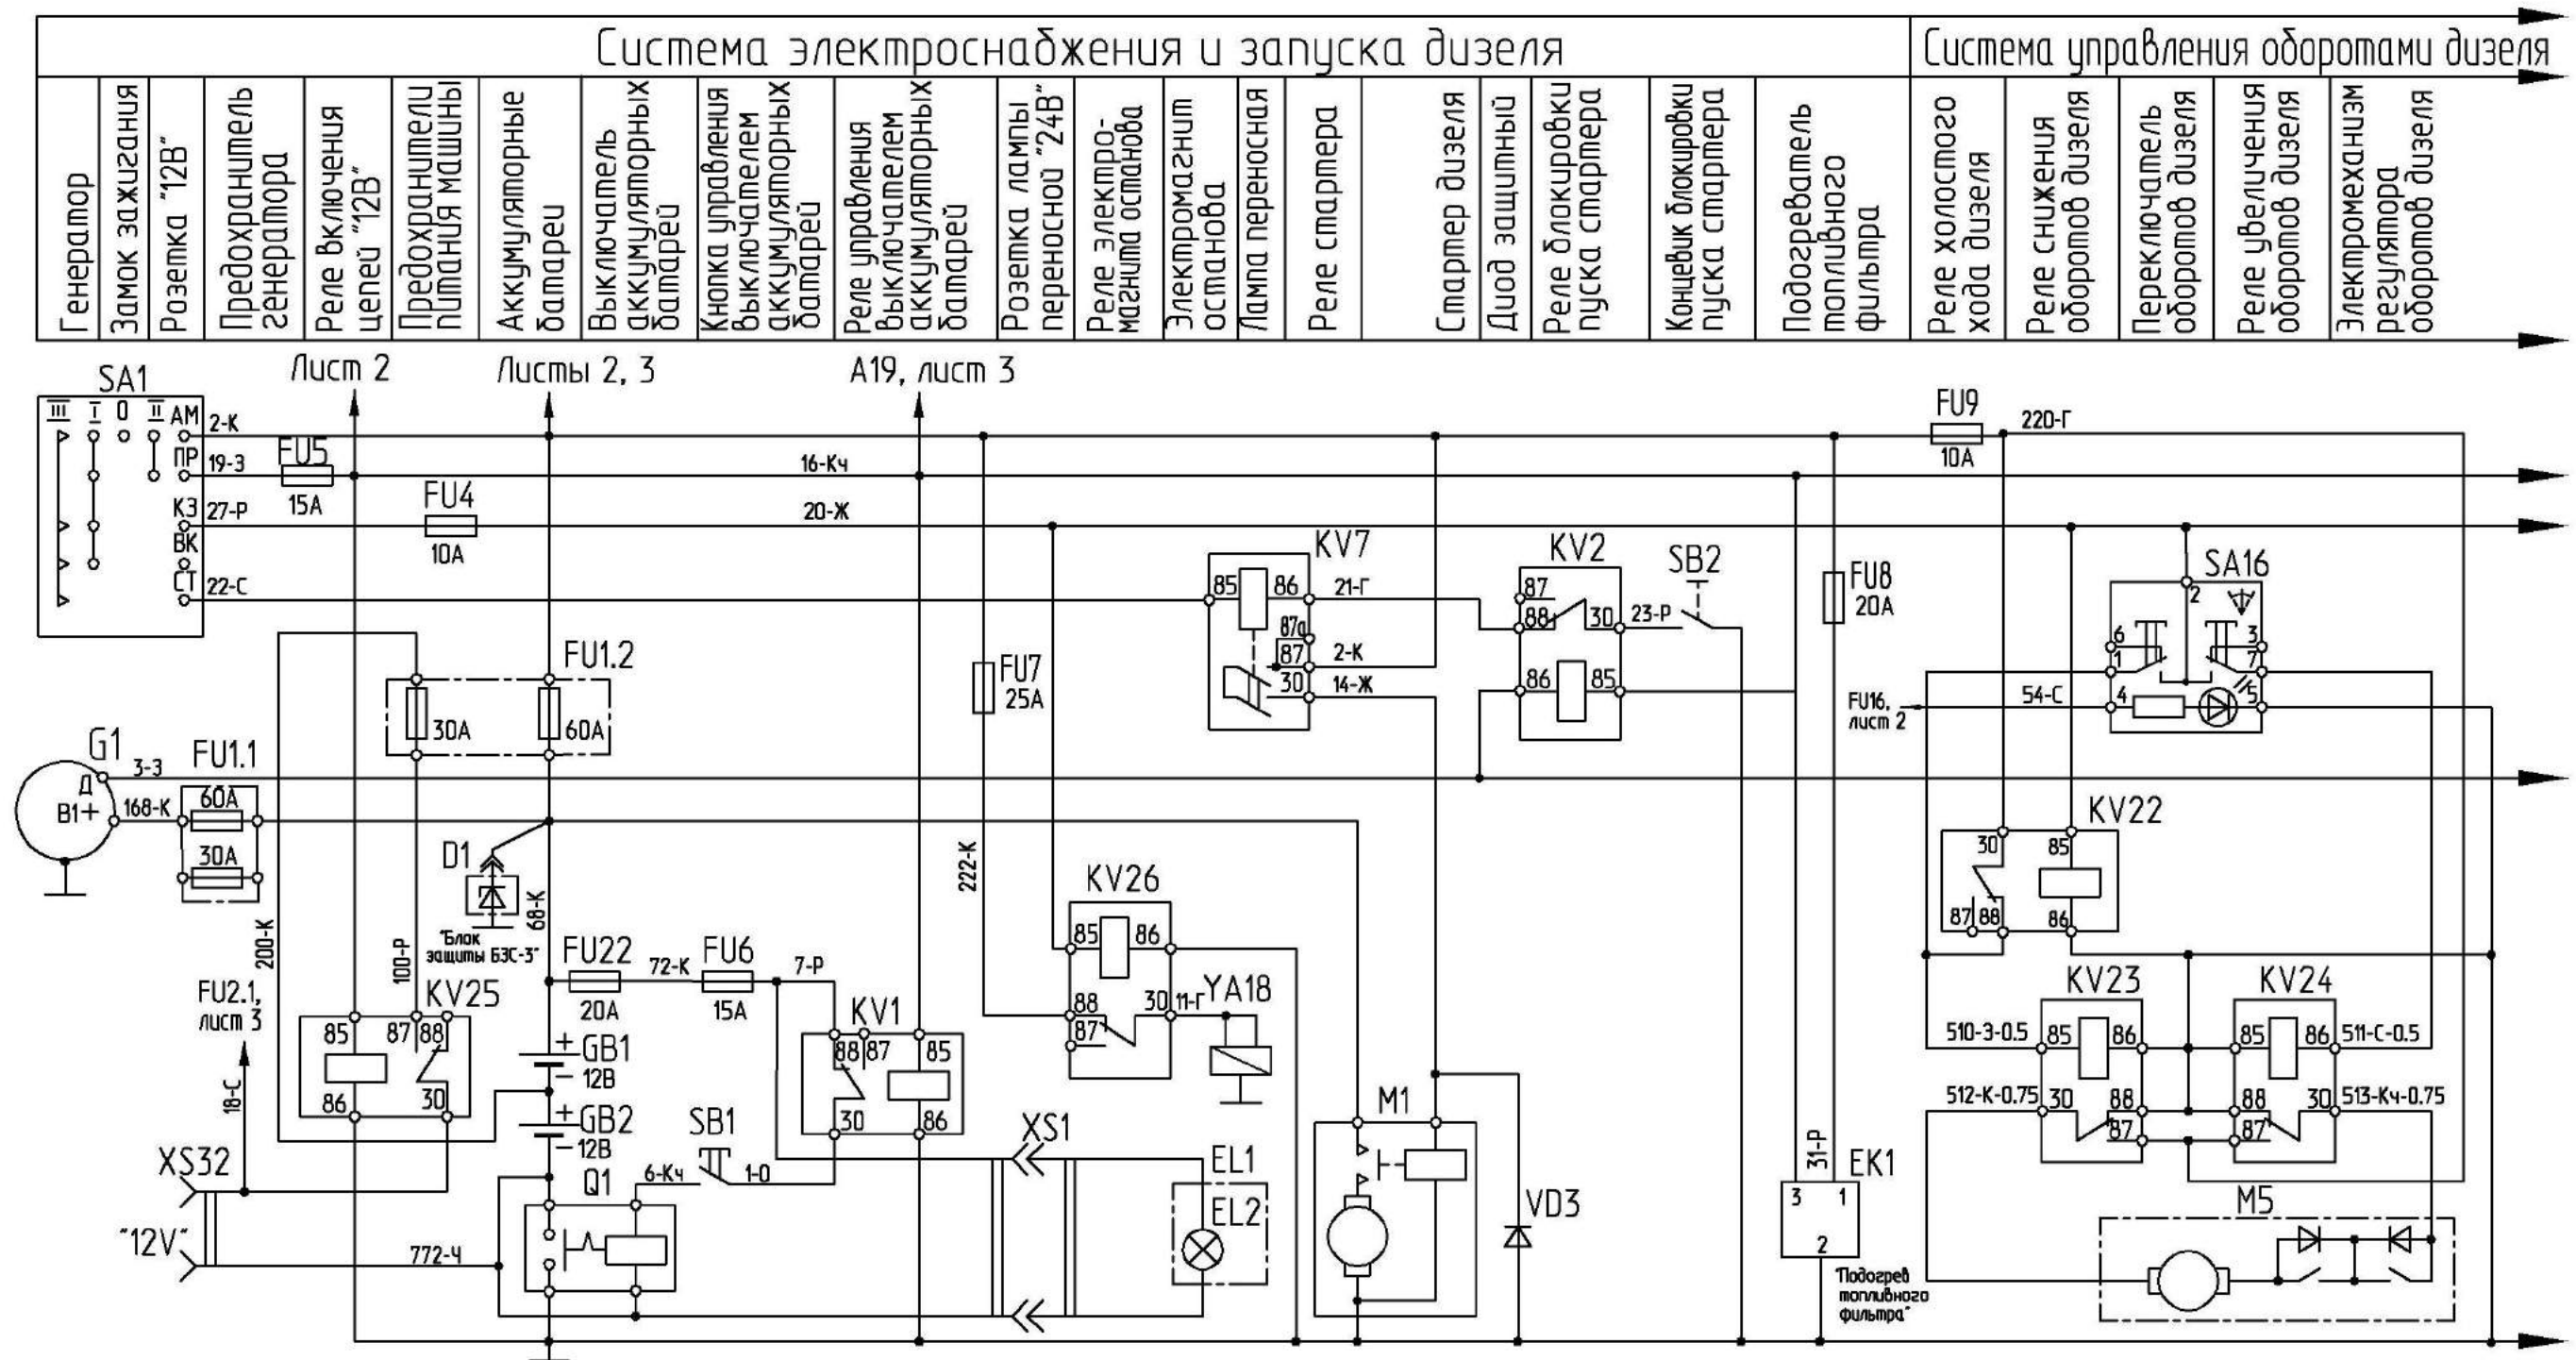 Система электроснабжения и запуска дизеля
Система управления оборотами дизеля
Генератор
Замок зажигания
Розетка "12В"
Предохранитель
генератора
Реле включения
цепей "12В"
Предохранители
питания машины
Аккумуляторные
батареи
Выключатель
аккумуляторных
батарей
Кнопка управления
выключателем
аккумуляторных
батарей
Реле управления
выключателем
аккумуляторных
батарей
Розетка лампы
переносной "24В"
Реле электро-
магнита останова
Электромагнит
останова
Лампа переносная
Реле стартера
Стартер дизеля
Диод защитный
Реле блокировки
пуска стартера
Концевик блокировки
пуска стартера
Подогреватель
топливного
фильтра
Реле холостого
хода дизеля
Реле снижения
оборотов дизеля
Переключатель
оборотов дизеля
Реле увеличения
оборотов дизеля
Электромеханизм
регулятора
оборотов дизеля
SA1
Лист 2
Листы 2, 3
А19, лист 3
III I 0 II АМ
2-К
ПР
19-З
FU5
15А
16-Кч
КЗ
27-Р
FU4
10А
20-Ж
ВК
СТ
22-С
FU9
10А
220-Г
KV7
85 86
21-Г
87а
87
2-К
30
14-Ж
KV2
87
88 30
23-Р
86 85
SB2
FU8
20А
SA16
2
6 3
1 7
4 5
FU16,
лист 2
54-С
FU1.2
30А
60А
FU7
25А
G1
Д
3-З
В1+
168-К
FU1.1
60А
30А
D1
"Блок
защиты БЗС-3"
68-К
200-К
100-Р
222-К
KV26
85 86
88 30
11-Г
87
YA18
KV22
30 85
87 88 86
FU22
20А
72-К
FU6
15А
7-Р
FU2.1,
лист 3
18-С
KV25
85 87 88
86 30
+ GB1
- 12В
+ GB2
- 12В
KV1
88 87 85
30 86
SB1
6-Кч
1-О
Q1
XS1
EL1
EL2
XS32
"12V"
772-Ч
M1
VD3
31-Р
EK1
3 1
2
"Подогрев
топливного
фильтра"
KV23
KV24
510-З-0.5
85 86
85 86
511-С-0.5
512-К-0.75
30 88
87
88 30
87
513-Кч-0.75
M5